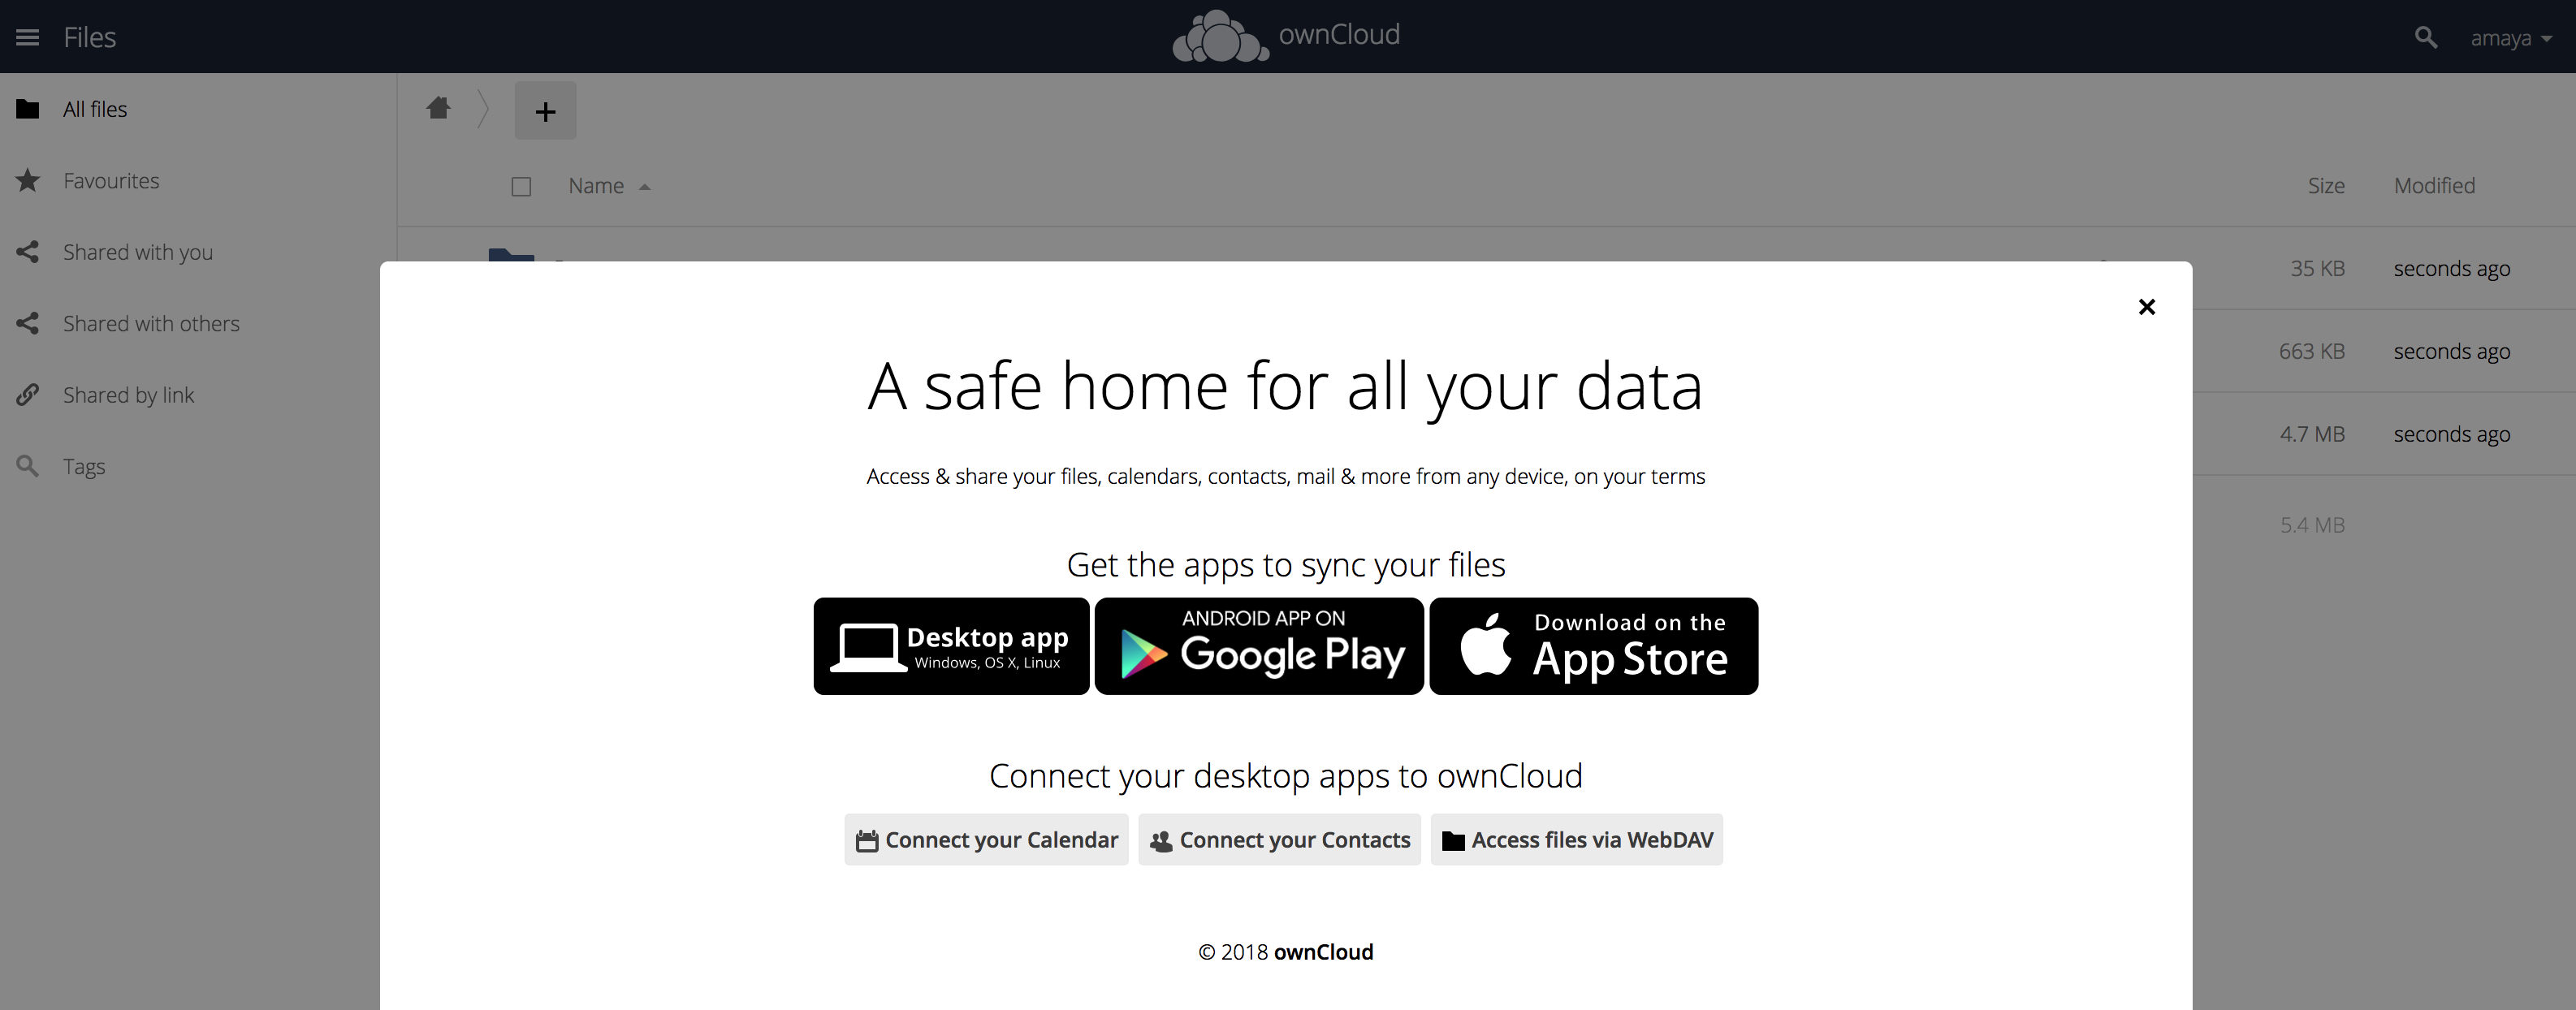 Files
ownCloud
amaya
All files
Favourites
Shared with you
Shared with others
Shared by link
Tags
Name
Size
Modified
35 KB
seconds ago
663 KB
seconds ago
4.7 MB
seconds ago
5.4 MB
A safe home for all your data
Access & share your files, calendars, contacts, mail & more from any device, on your terms
Get the apps to sync your files
Desktop app
Windows, OS X, Linux
ANDROID APP ON
Google Play
Download on the
App Store
Connect your desktop apps to ownCloud
Connect your Calendar
Connect your Contacts
Access files via WebDAV
© 2018 ownCloud